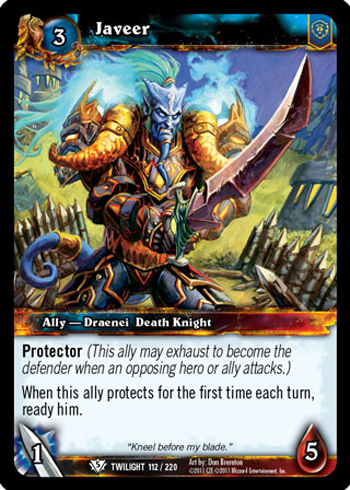 3
Javeer
Ally — Draenei Death Knight
Protector (This ally may exhaust to become the
defender when an opposing hero or ally attacks.)
When this ally protects for the first time each turn,
ready him.
"Kneel before my blade."
1
TWILIGHT 112 / 220
Art by: Dan Brereton
©2011 CZE ©2011 Blizzard Entertainment, Inc.
5